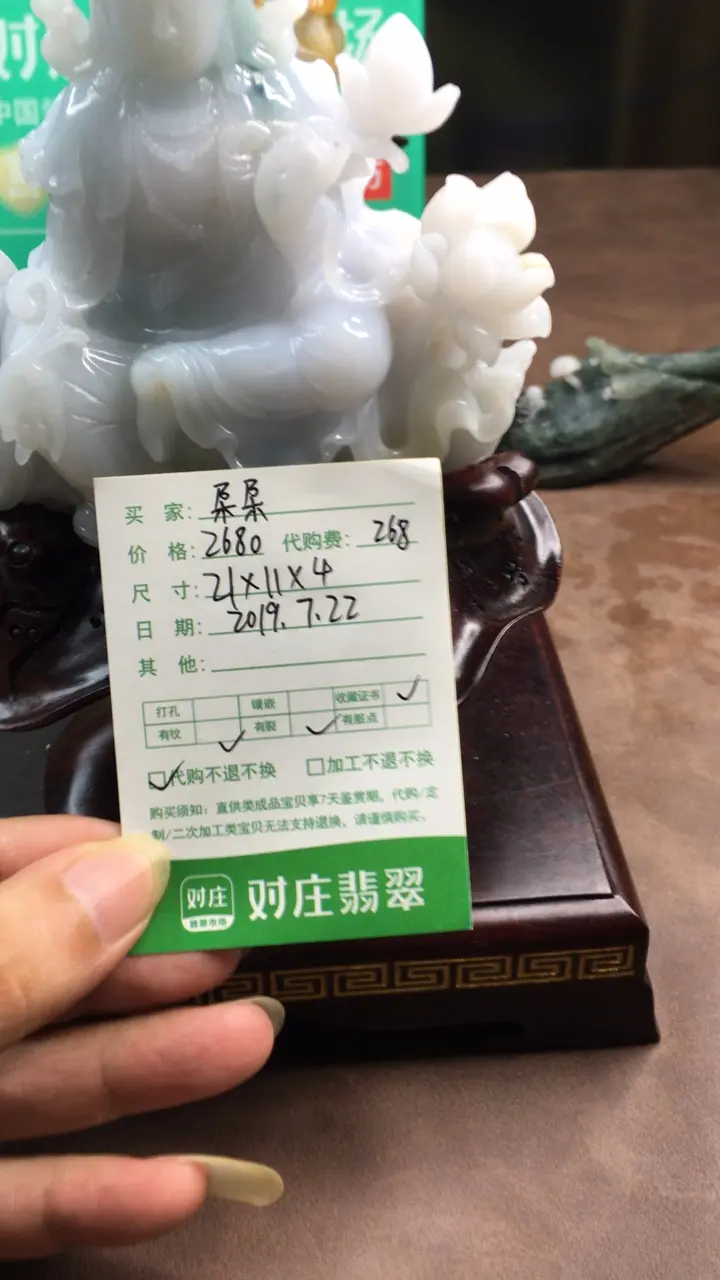 对 场
中国
买 家: 朵朵
价 格: 2680 代购费: 268
尺 寸: 21×11×4
日 期: 2019.7.22
其 他:
打孔 镶嵌 收藏证书 ✓
有纹 ✓ 有裂 ✓ 有脏点
☑代购不退不换 □加工不退不换
购买须知：直供类成品宝贝享7天鉴赏期。代购/定
制/二次加工类宝贝无法支持退换，请谨慎购买。
对庄 对庄翡翠
翡翠市场